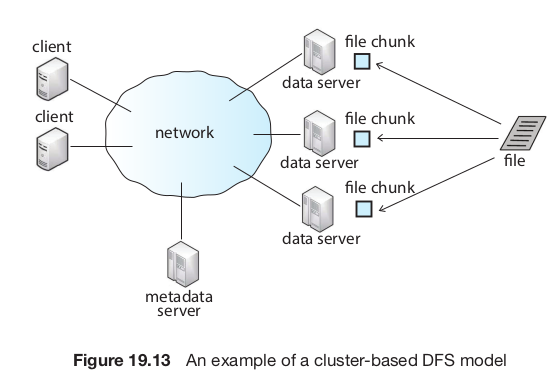 client
client
network
file chunk
data server
file chunk
data server
file chunk
data server
file
metadata
server
Figure 19.13 An example of a cluster-based DFS model